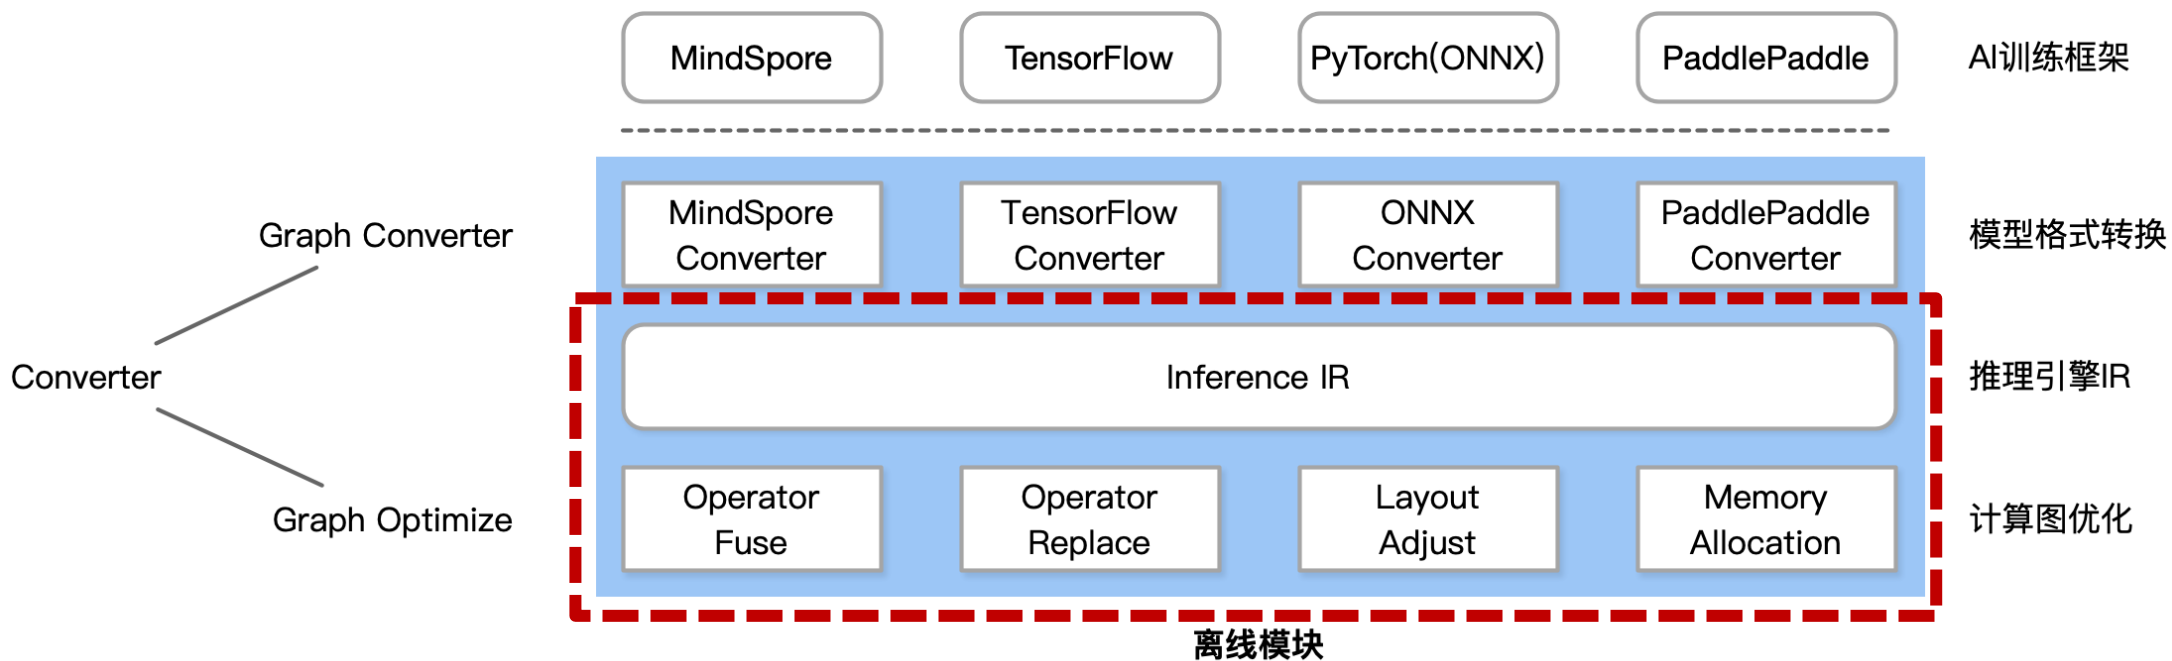 MindSpore
TensorFlow
PyTorch(ONNX)
PaddlePaddle
AI训练框架
Graph Converter
MindSpore
Converter
TensorFlow
Converter
ONNX
Converter
PaddlePaddle
Converter
模型格式转换
Converter
Inference IR
推理引擎IR
Graph Optimize
Operator
Fuse
Operator
Replace
Layout
Adjust
Memory
Allocation
计算图优化
离线模块